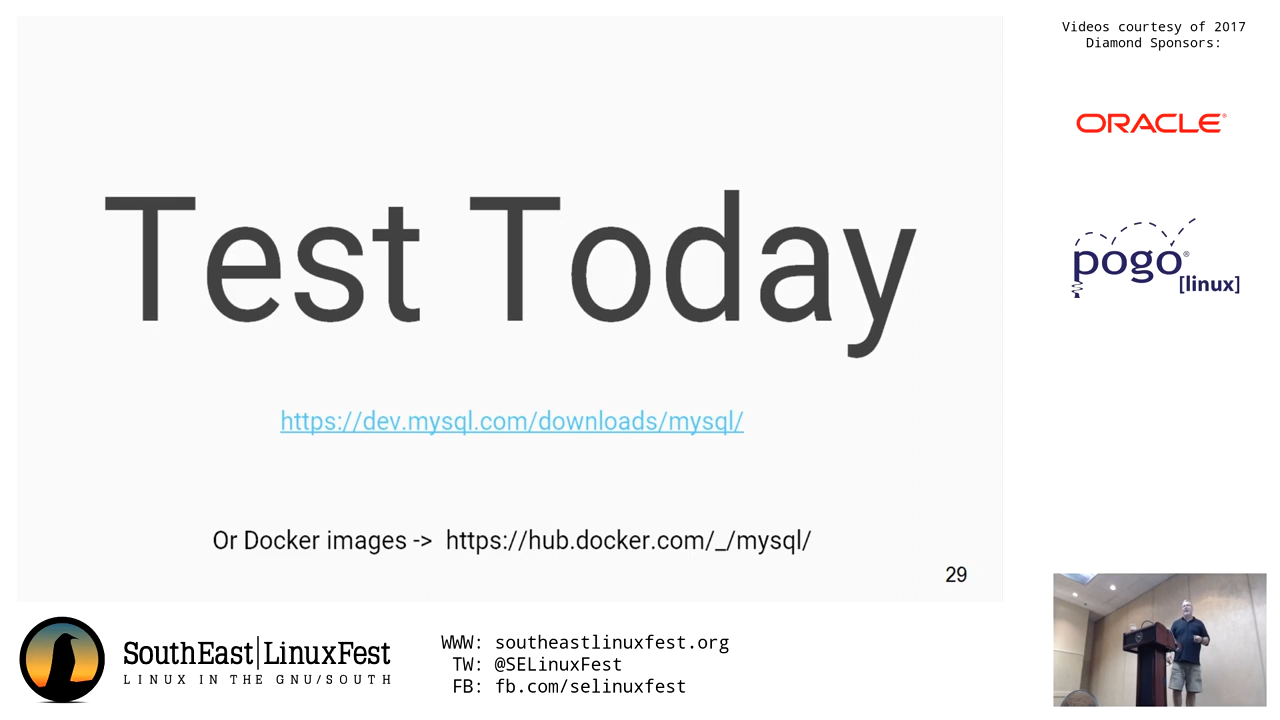 Videos courtesy of 2017
Diamond Sponsors:
ORACLE®
pogo®
[linux]
Test Today
https://dev.mysql.com/downloads/mysql/
Or Docker images -> https://hub.docker.com/_/mysql/
29
SouthEast|LinuxFest
LINUX IN THE GNU/SOUTH
WWW: southeastlinuxfest.org
TW: @SELinuxFest
FB: fb.com/selinuxfest